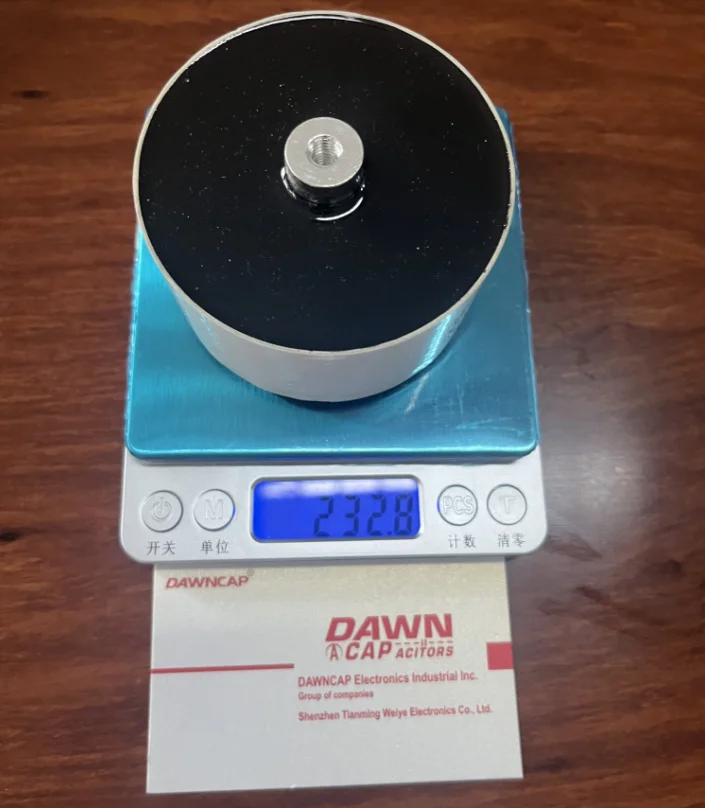 232.8
M
PCS
T
开关
单位
计数
清零
DAWNCAP®
DAWN
CAP ACITORS
DAWNCAP Electronics Industrial Inc.
Group of companies
Shenzhen Tianming Weiye Electronics Co., Ltd.